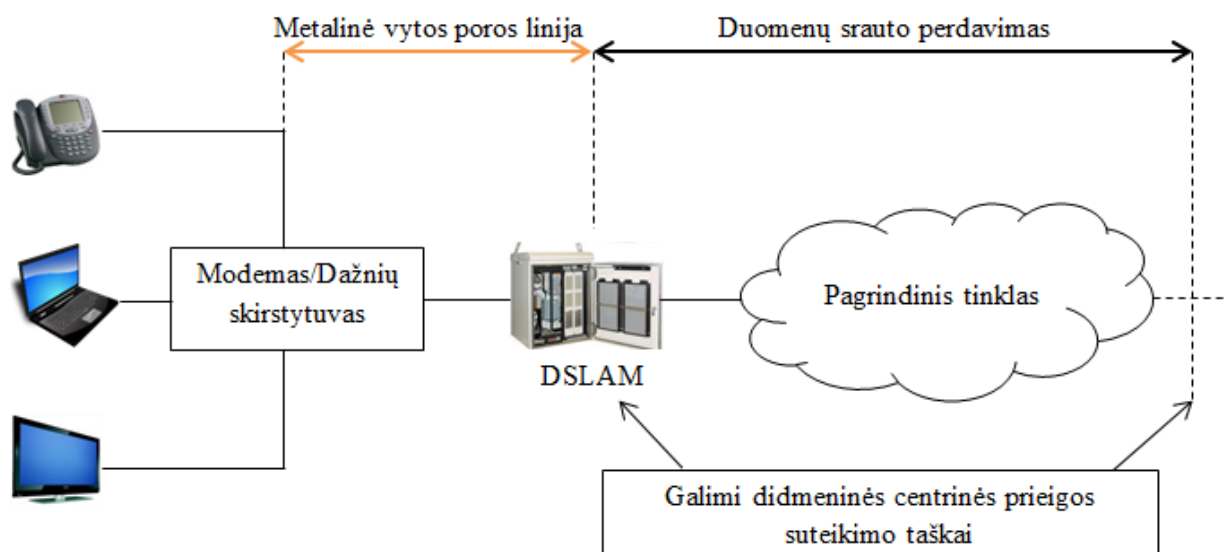 Metalinė vytos poros linija
Duomenų srauto perdavimas
Modemas/Dažnių
skirstytuvas
Pagrindinis tinklas
DSLAM
Galimi didmeninės centrinės prieigos
suteikimo taškai